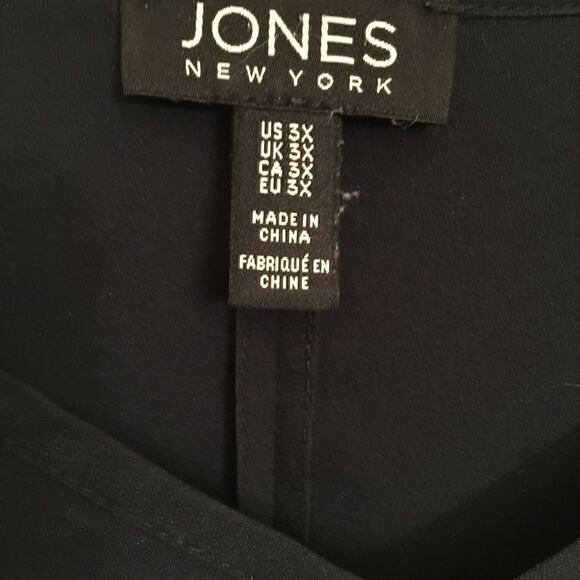 JONES
NEW YORK
US 3X
UK 3X
CA 3X
EU 3X
MADE IN
CHINA
FABRIQUÉ EN
CHINE